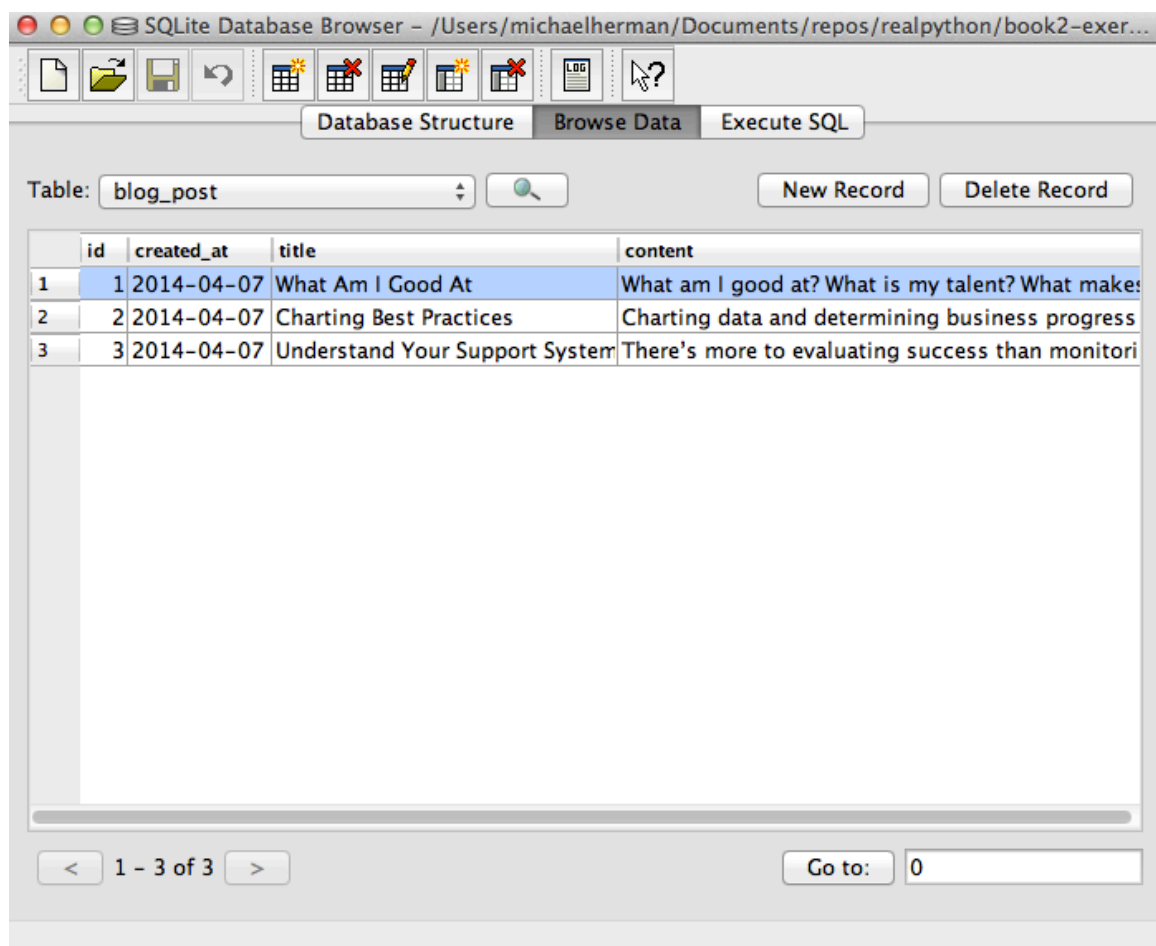 SQLite Database Browser – /Users/michaelherman/Documents/repos/realpython/book2-exer...
LOG
?
Database Structure Browse Data Execute SQL
Table: blog_post New Record Delete Record
id created_at title content
1 1 2014-04-07 What Am I Good At What am I good at? What is my talent? What makes
2 2 2014-04-07 Charting Best Practices Charting data and determining business progress
3 3 2014-04-07 Understand Your Support System There's more to evaluating success than monitori
< 1 – 3 of 3 > Go to: 0